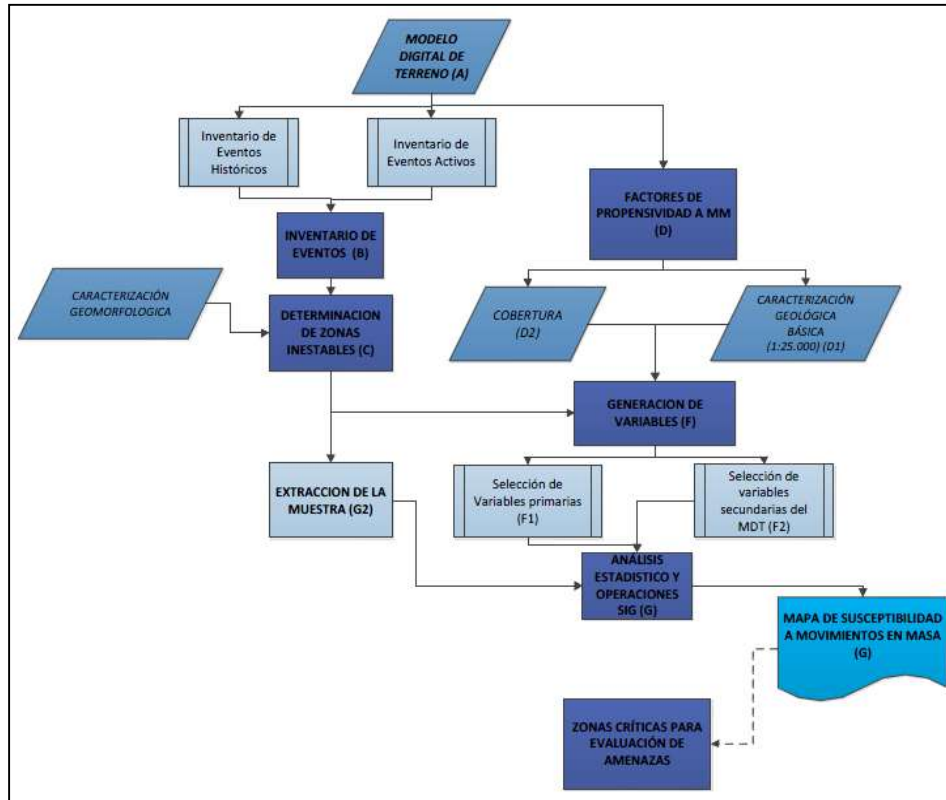 MODELO
DIGITAL DE
TERRENO (A)
Inventario de
Eventos
Históricos
Inventario de
Eventos Activos
FACTORES DE
PROPENSIVIDAD A MM
(D)
INVENTARIO DE
EVENTOS (B)
CARACTERIZACIÓN
GEOMORFOLOGICA
DETERMINACION
DE ZONAS
INESTABLES (C)
COBERTURA
(D2)
CARACTERIZACIÓN
GEOLÓGICA
BÁSICA
(1:25.000) (D1)
GENERACION DE
VARIABLES (F)
EXTRACCION DE LA
MUESTRA (G2)
Selección de
Variables primarias
(F1)
Selección de
variables
secundarias del
MDT (F2)
ANÁLISIS
ESTADISTICO Y
OPERACIONES
SIG (G)
MAPA DE SUSCEPTIBILIDAD
A MOVIMIENTOS EN MASA
(G)
ZONAS CRÍTICAS PARA
EVALUACIÓN DE
AMENAZAS